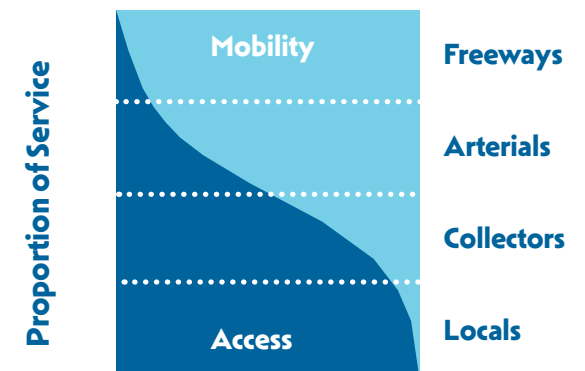 Proportion of Service
Mobility
Access
Freeways
Arterials
Collectors
Locals